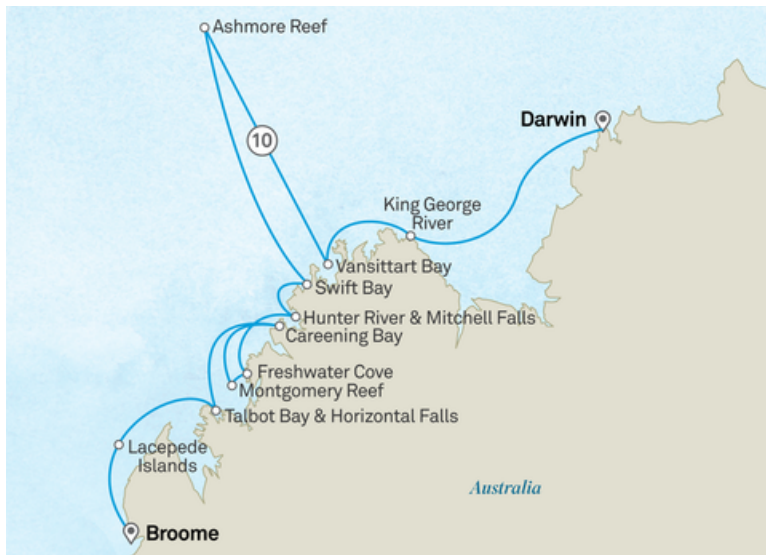 Ashmore Reef
Darwin
10
King George
River
Vansittart Bay
Swift Bay
Hunter River & Mitchell Falls
Careening Bay
Freshwater Cove
Montgomery Reef
Talbot Bay & Horizontal Falls
Lacepede
Islands
Australia
Broome